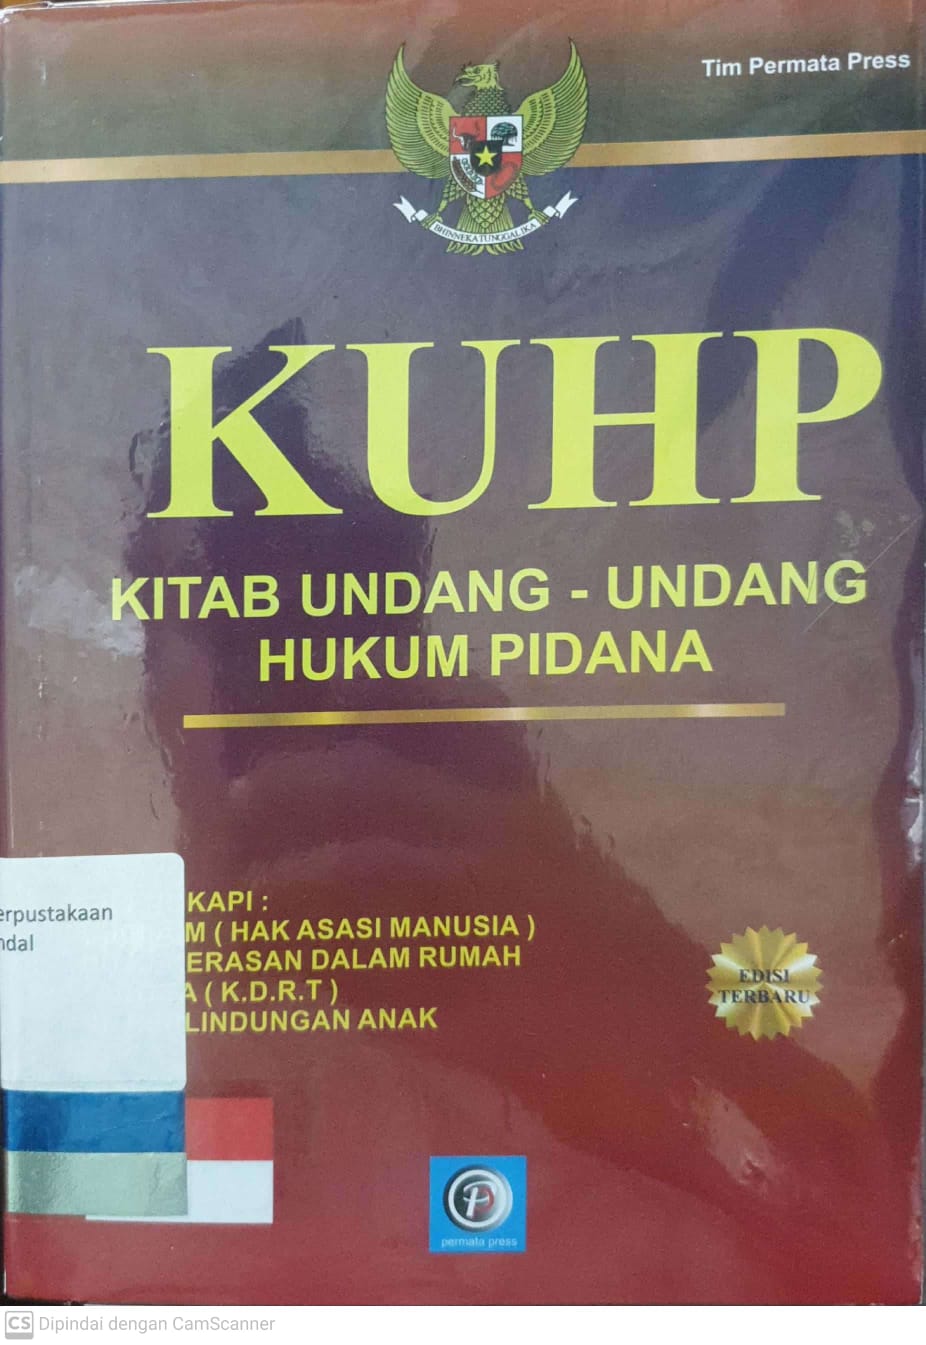 Tim Permata Press
BHINNEKA TUNGGAL IKA
KUHP
KITAB UNDANG - UNDANG
HUKUM PIDANA
KAPI :
M ( HAK ASASI MANUSIA )
ERASAN DALAM RUMAH
A ( K.D.R.T )
LINDUNGAN ANAK
erpustakaan
ndal
EDISI
TERBARU
permata press
CS Dipindai dengan CamScanner